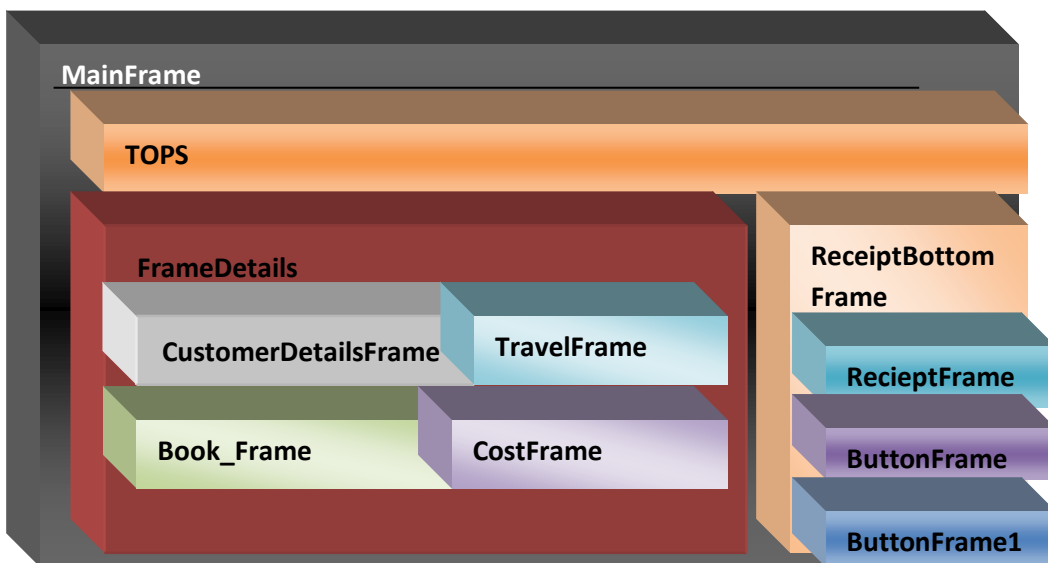 MainFrame
TOPS
FrameDetails
CustomerDetailsFrame
TravelFrame
Book_Frame
CostFrame
ReceiptBottom
Frame
RecieptFrame
ButtonFrame
ButtonFrame1